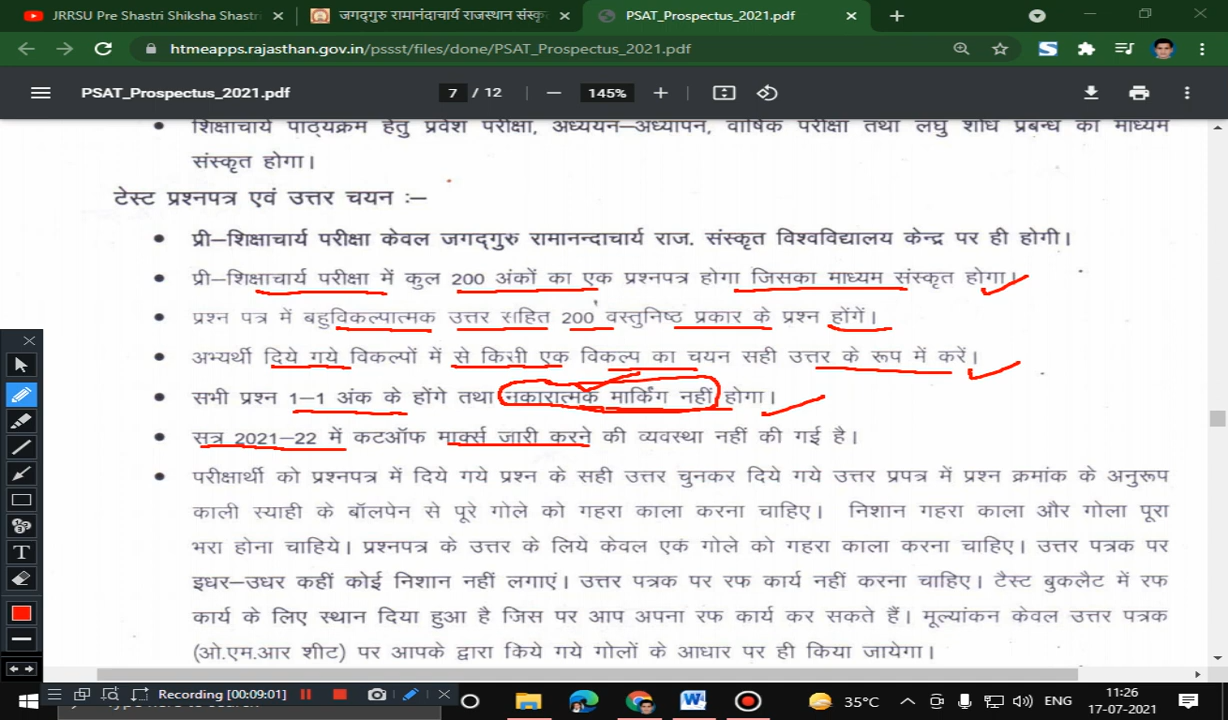 JRRSU Pre Shastri Shiksha Shastri
जगद्गुरु रामानंदाचार्य राजस्थान संस्कृ
PSAT_Prospectus_2021.pdf
htmeapps.rajasthan.gov.in/pssst/files/done/PSAT_Prospectus_2021.pdf
PSAT_Prospectus_2021.pdf 7 / 12 145%
शिक्षाचार्य पाठ्यक्रम हेतु प्रवेश परीक्षा, अध्ययन–अध्यापन, वार्षिक परीक्षा तथा लघु शोध प्रबन्ध का माध्यम
संस्कृत होगा।
टेस्ट प्रश्नपत्र एवं उत्तर चयन :–
• प्री–शिक्षाचार्य परीक्षा केवल जगद्गुरु रामानन्दाचार्य राज. संस्कृत विश्वविद्यालय केन्द्र पर ही होगी।
• प्री–शिक्षाचार्य परीक्षा में कुल 200 अंकों का एक प्रश्नपत्र होगा जिसका माध्यम संस्कृत होगा।
• प्रश्न पत्र में बहुविकल्पात्मक उत्तर सहित 200 वस्तुनिष्ठ प्रकार के प्रश्न होंगें।
• अभ्यर्थी दिये गये विकल्पों में से किसी एक विकल्प का चयन सही उत्तर के रूप में करें।
• सभी प्रश्न 1–1 अंक के होंगे तथा नकारात्मक मार्किंग नहीं होगा।
• सत्र 2021–22 में कटऑफ मार्क्स जारी करने की व्यवस्था नहीं की गई है।
• परीक्षार्थी को प्रश्नपत्र में दिये गये प्रश्न के सही उत्तर चुनकर दिये गये उत्तर प्रपत्र में प्रश्न क्रमांक के अनुरूप
काली स्याही के बॉलपेन से पूरे गोले को गहरा काला करना चाहिए। निशान गहरा काला और गोला पूरा
भरा होना चाहिये। प्रश्नपत्र के उत्तर के लिये केवल एक गोले को गहरा काला करना चाहिए। उत्तर पत्रक पर
इधर–उधर कहीं कोई निशान नहीं लगाएं। उत्तर पत्रक पर रफ कार्य नहीं करना चाहिए। टैस्ट बुकलैट में रफ
कार्य के लिए स्थान दिया हुआ है जिस पर आप अपना रफ कार्य कर सकते हैं। मूल्यांकन केवल उत्तर पत्रक
(ओ.एम.आर शीट) पर आपके द्वारा किये गये गोलों के आधार पर ही किया जायेगा।
Recording [00:09:01]
35°C ENG 11:26
17-07-2021